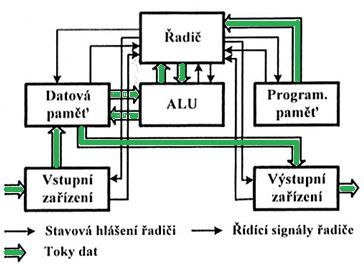 Řadič
Datová
paměť
ALU
Program.
paměť
Vstupní
zařízení
Výstupní
zařízení
Stavová hlášení řadiči
Řídící signály řadiče
Toky dat